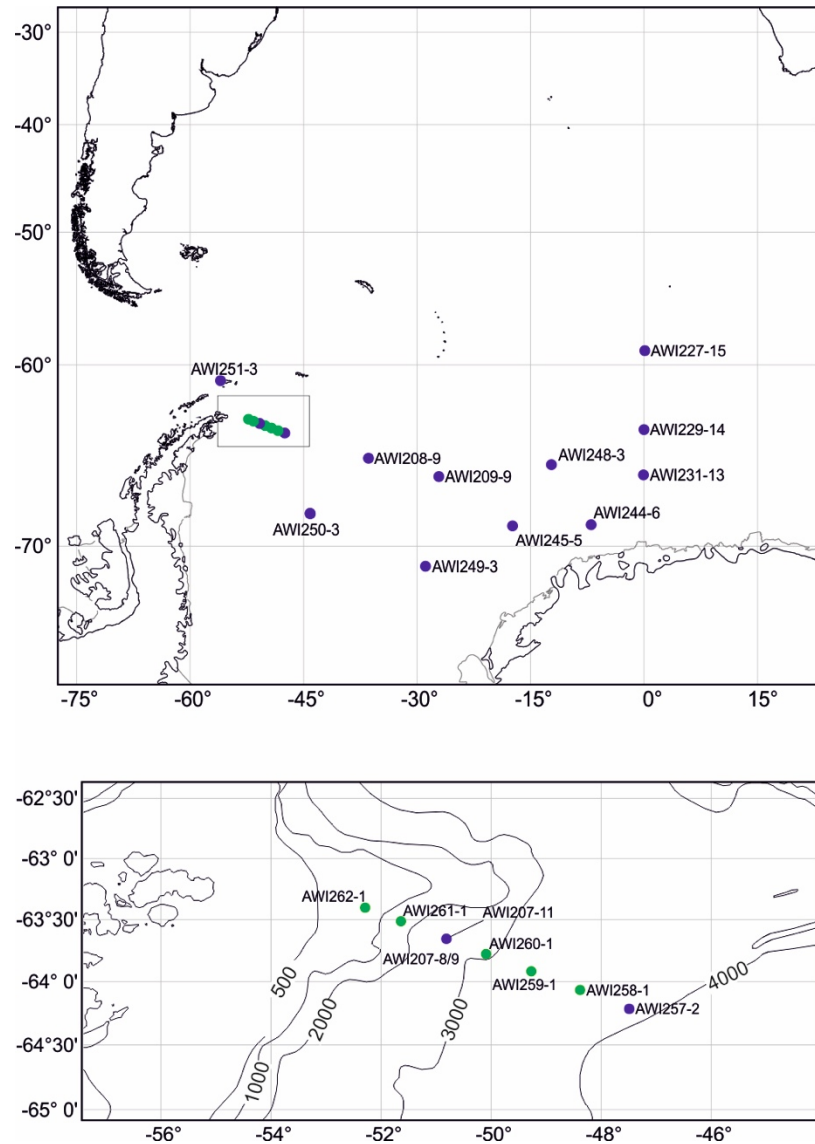 -30°
-40°
-50°
-60°
-70°
AWI251-3
AWI227-15
AWI229-14
AWI208-9
AWI248-3
AWI209-9
AWI231-13
AWI250-3
AWI245-5
AWI244-6
AWI249-3
-75° -60° -45° -30° -15° 0° 15°
-62°30'
-63° 0'
-63°30'
-64° 0'
-64°30'
-65° 0'
AWI262-1
AWI261-1
AWI207-11
AWI207-8/9
AWI260-1
AWI259-1
AWI258-1
AWI257-2
500
1000
2000
3000
4000
-56° -54° -52° -50° -48° -46°